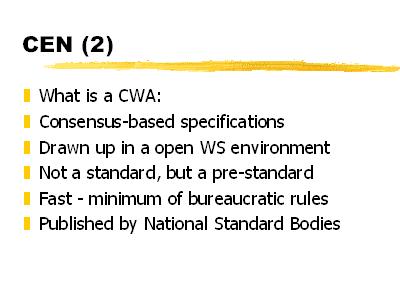 CEN (2)
What is a CWA:
Consensus-based specifications
Drawn up in a open WS environment
Not a standard, but a pre-standard
Fast - minimum of bureaucratic rules
Published by National Standard Bodies